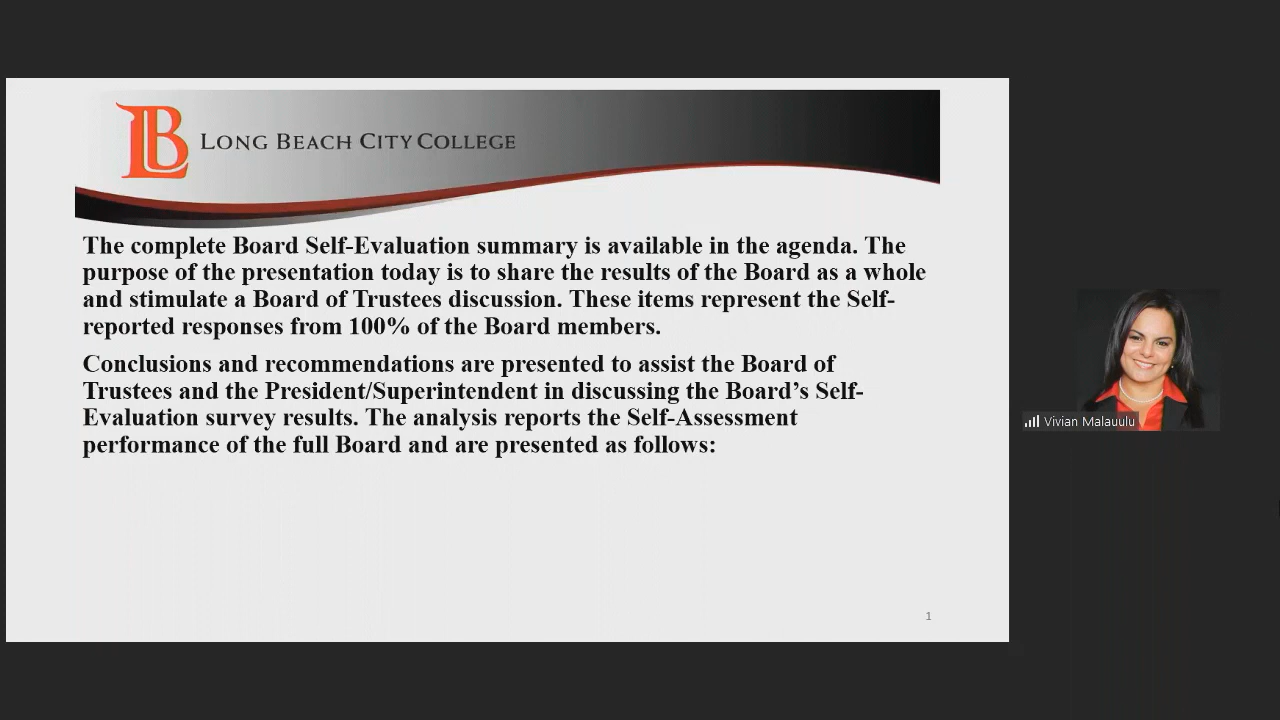 LB LONG BEACH CITY COLLEGE
The complete Board Self-Evaluation summary is available in the agenda. The
purpose of the presentation today is to share the results of the Board as a whole
and stimulate a Board of Trustees discussion. These items represent the Self-
reported responses from 100% of the Board members.
Conclusions and recommendations are presented to assist the Board of
Trustees and the President/Superintendent in discussing the Board’s Self-
Evaluation survey results. The analysis reports the Self-Assessment
performance of the full Board and are presented as follows:
1
Vivian Malauulu